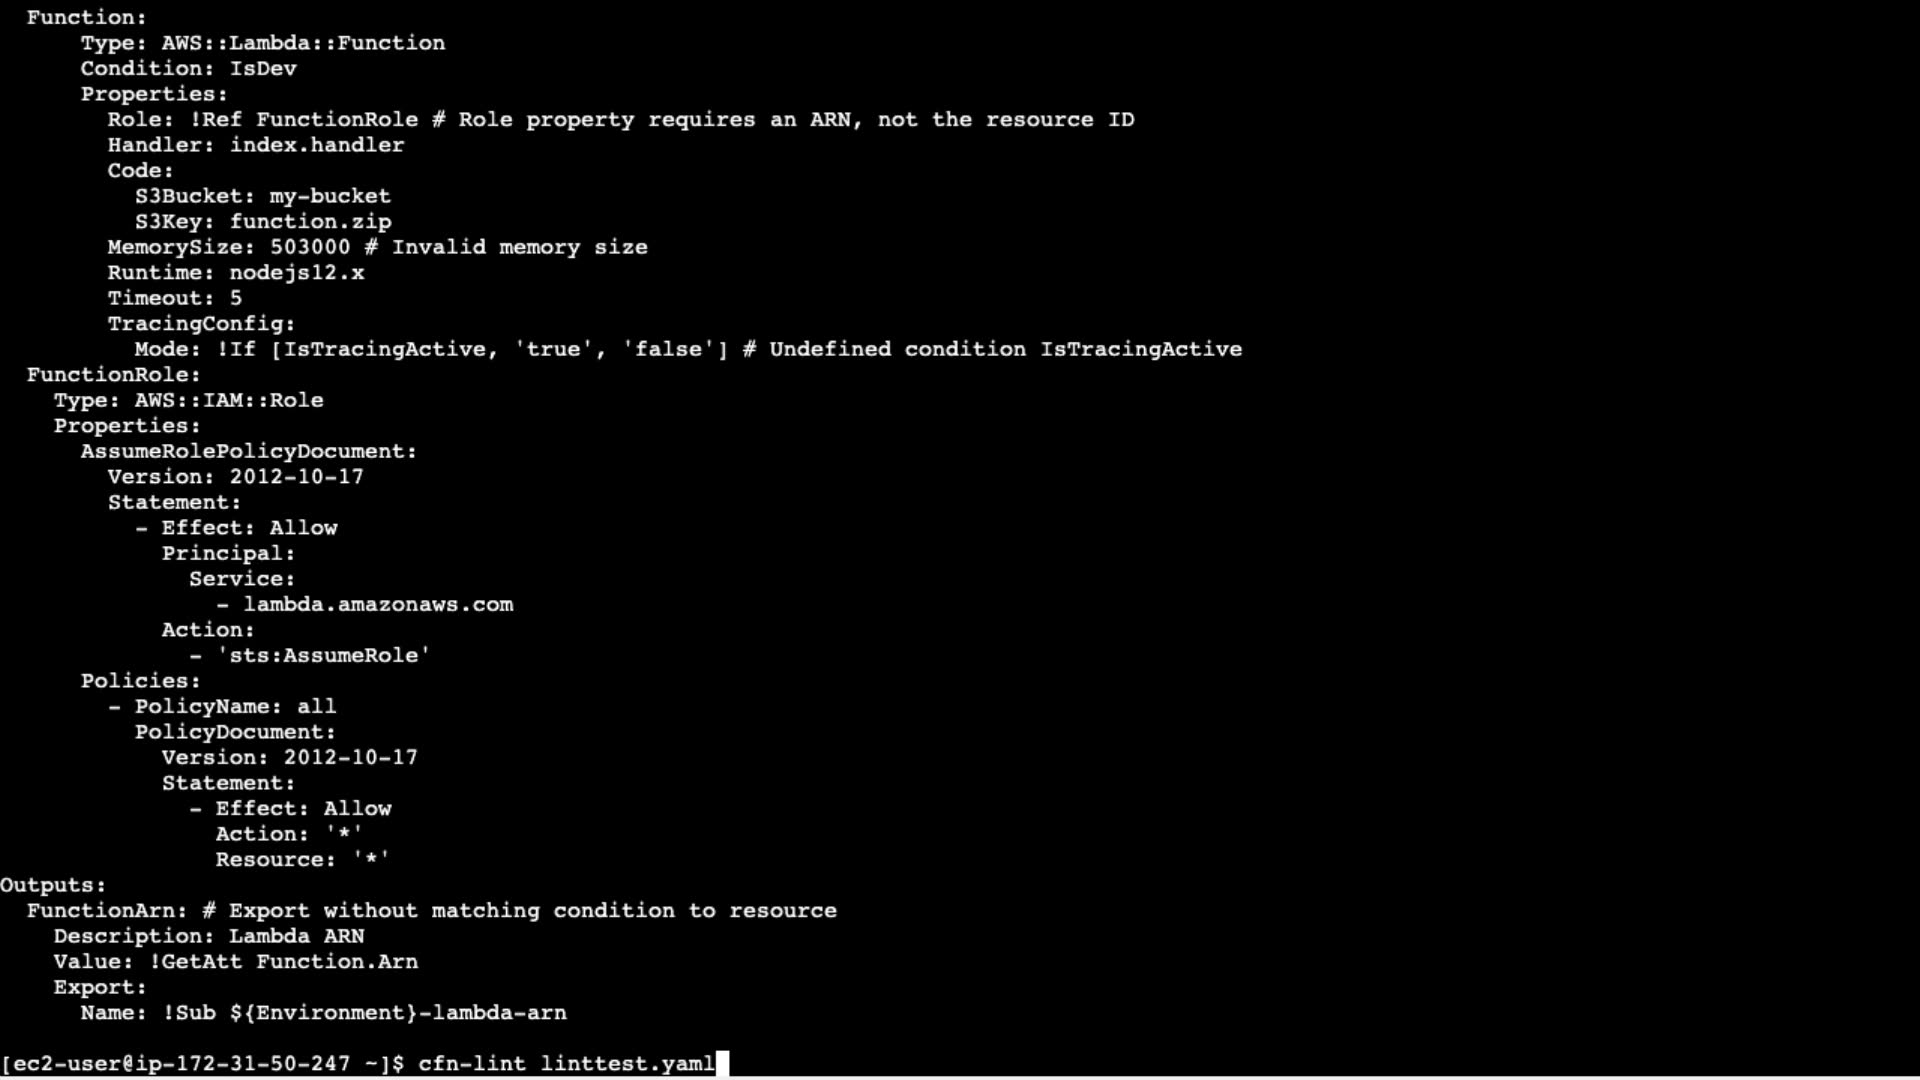 Function:
Type: AWS::Lambda::Function
Condition: IsDev
Properties:
Role: !Ref FunctionRole # Role property requires an ARN, not the resource ID
Handler: index.handler
Code:
S3Bucket: my-bucket
S3Key: function.zip
MemorySize: 503000 # Invalid memory size
Runtime: nodejs12.x
Timeout: 5
TracingConfig:
Mode: !If [IsTracingActive, 'true', 'false'] # Undefined condition IsTracingActive
FunctionRole:
Type: AWS::IAM::Role
Properties:
AssumeRolePolicyDocument:
Version: 2012-10-17
Statement:
- Effect: Allow
Principal:
Service:
- lambda.amazonaws.com
Action:
- 'sts:AssumeRole'
Policies:
- PolicyName: all
PolicyDocument:
Version: 2012-10-17
Statement:
- Effect: Allow
Action: '*'
Resource: '*'
Outputs:
FunctionArn: # Export without matching condition to resource
Description: Lambda ARN
Value: !GetAtt Function.Arn
Export:
Name: !Sub ${Environment}-lambda-arn
[ec2-user@ip-172-31-50-247 ~]$ cfn-lint linttest.yaml